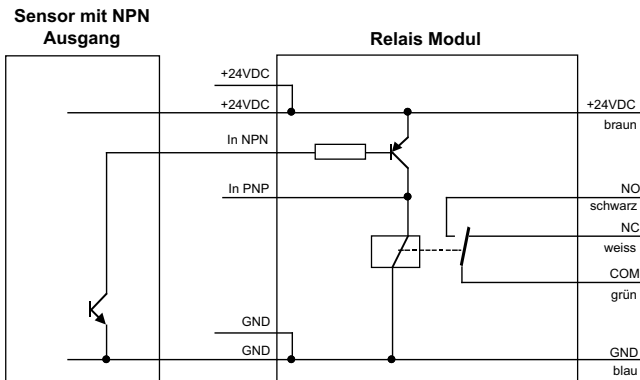 Sensor mit NPN
Ausgang
Relais Modul
+24VDC
+24VDC
+24VDC
braun
In NPN
In PNP
NO
schwarz
NC
weiss
COM
grün
GND
GND
GND
blau